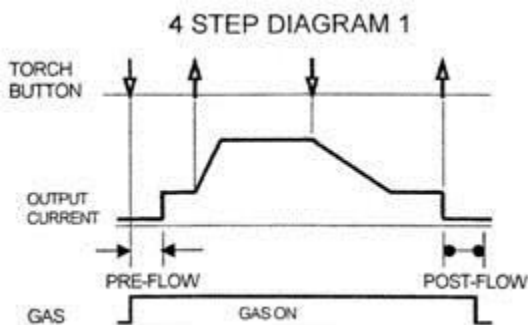 4 STEP DIAGRAM 1
TORCH
BUTTON
OUTPUT
CURRENT
PRE-FLOW
POST-FLOW
GAS
GAS ON